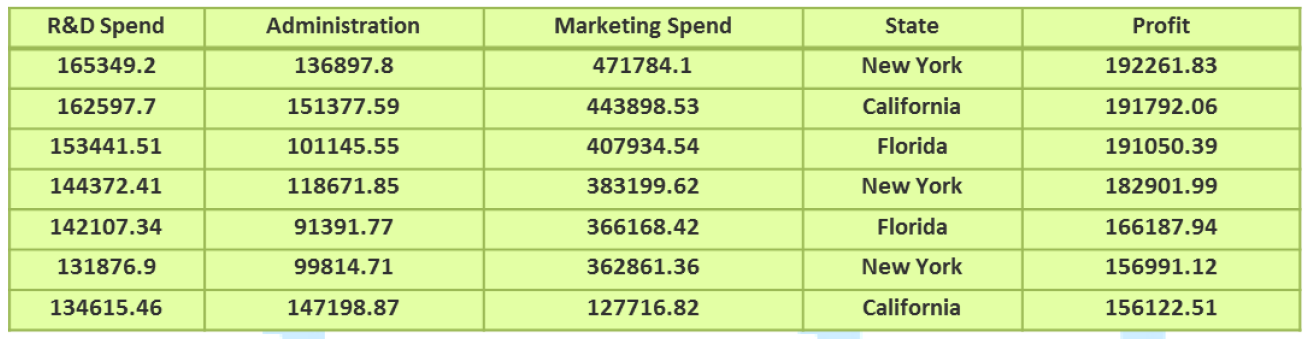 R&D Spend Administration Marketing Spend State Profit
165349.2 136897.8 471784.1 New York 192261.83
162597.7 151377.59 443898.53 California 191792.06
153441.51 101145.55 407934.54 Florida 191050.39
144372.41 118671.85 383199.62 New York 182901.99
142107.34 91391.77 366168.42 Florida 166187.94
131876.9 99814.71 362861.36 New York 156991.12
134615.46 147198.87 127716.82 California 156122.51